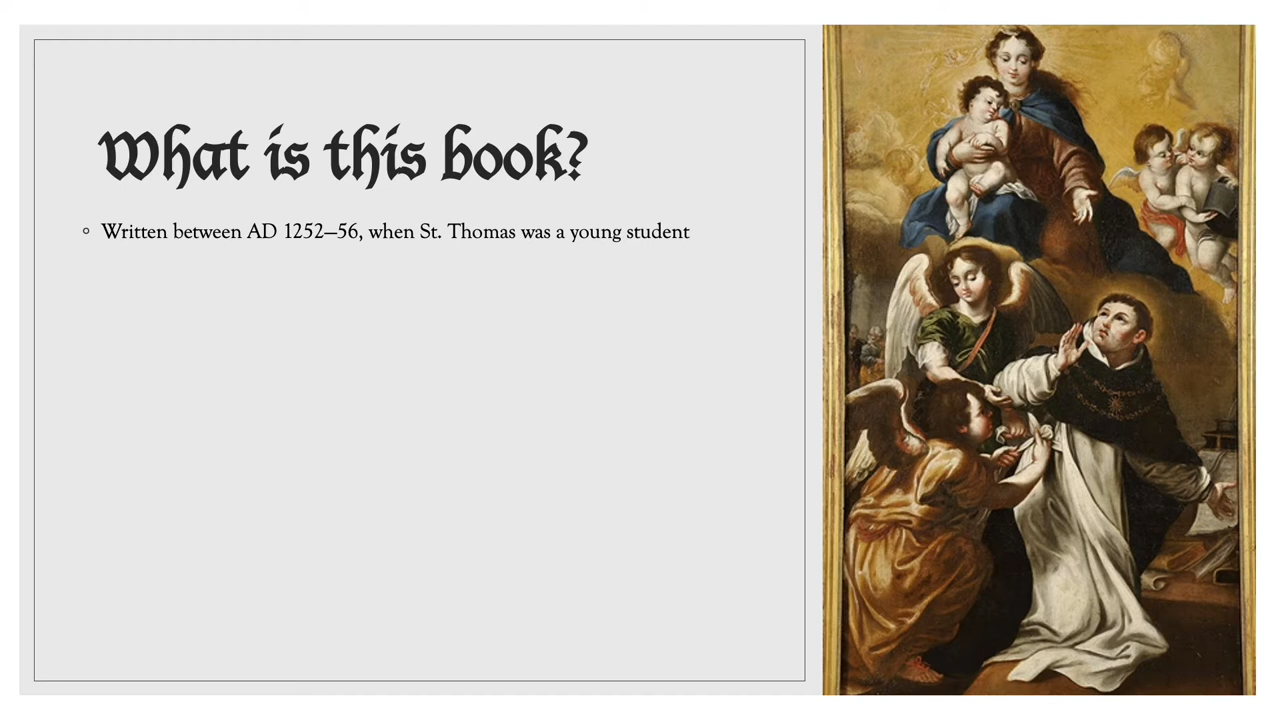 What is this book?
◦ Written between AD 1252–56, when St. Thomas was a young student